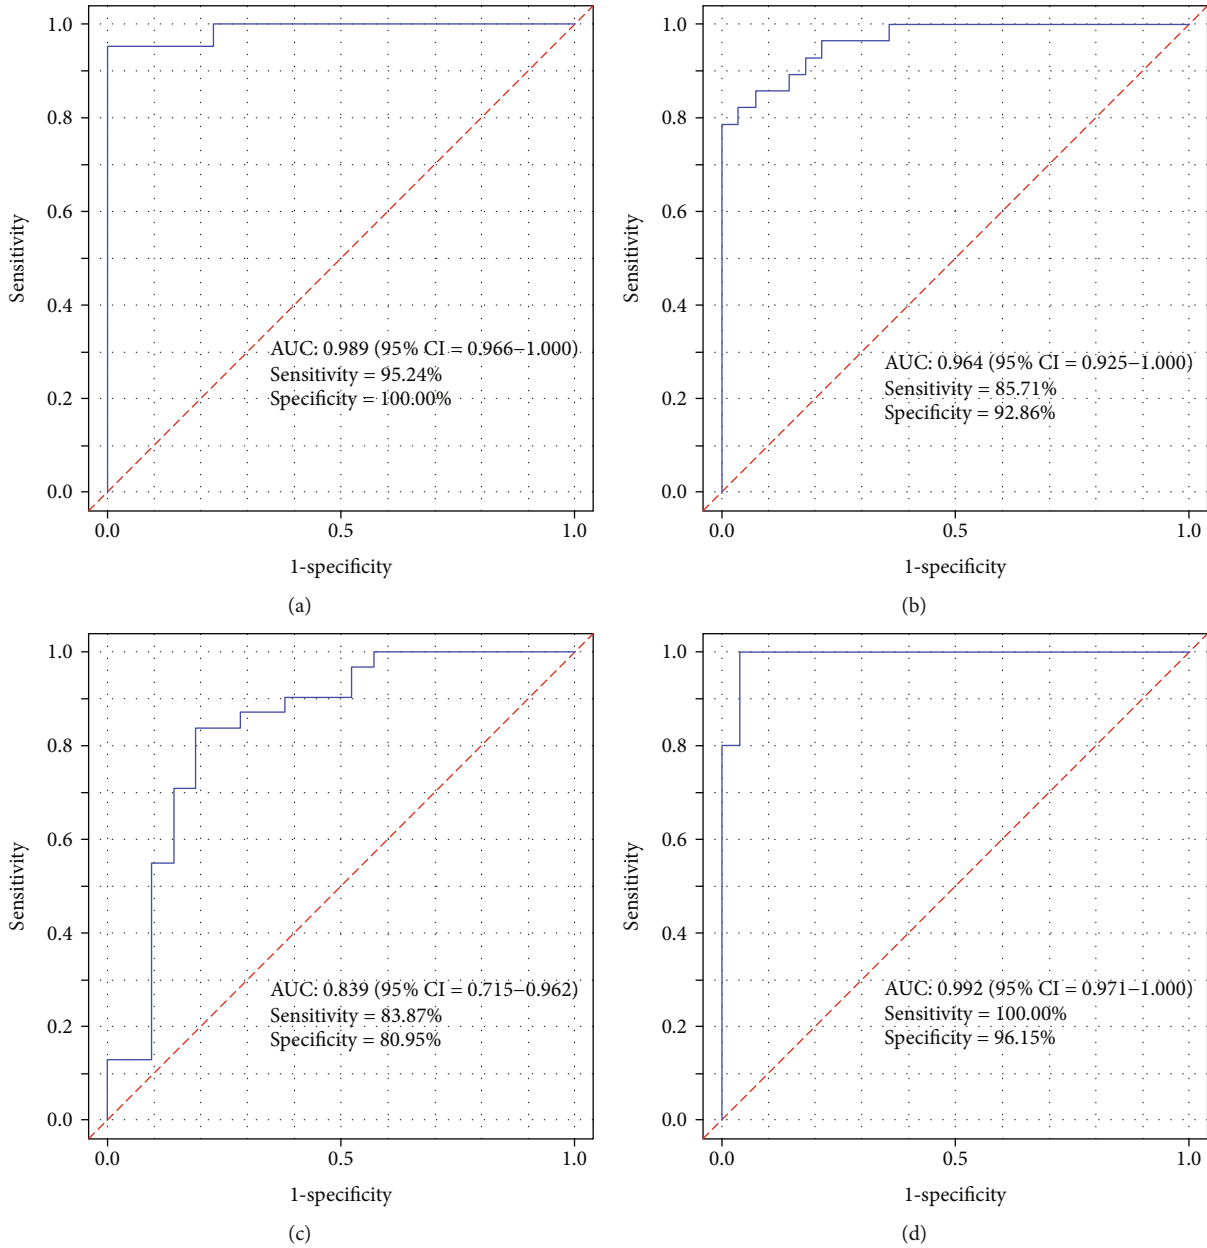 1.0
0.8
0.6
0.4
0.2
0.0
Sensitivity
AUC: 0.989 (95% CI = 0.966–1.000)
Sensitivity = 95.24%
Specificity = 100.00%
0.0 0.5 1.0
1-specificity
(a)
1.0
0.8
0.6
0.4
0.2
0.0
Sensitivity
AUC: 0.964 (95% CI = 0.925–1.000)
Sensitivity = 85.71%
Specificity = 92.86%
0.0 0.5 1.0
1-specificity
(b)
1.0
0.8
0.6
0.4
0.2
0.0
Sensitivity
AUC: 0.839 (95% CI = 0.715–0.962)
Sensitivity = 83.87%
Specificity = 80.95%
0.0 0.5 1.0
1-specificity
(c)
1.0
0.8
0.6
0.4
0.2
0.0
Sensitivity
AUC: 0.992 (95% CI = 0.971–1.000)
Sensitivity = 100.00%
Specificity = 96.15%
0.0 0.5 1.0
1-specificity
(d)